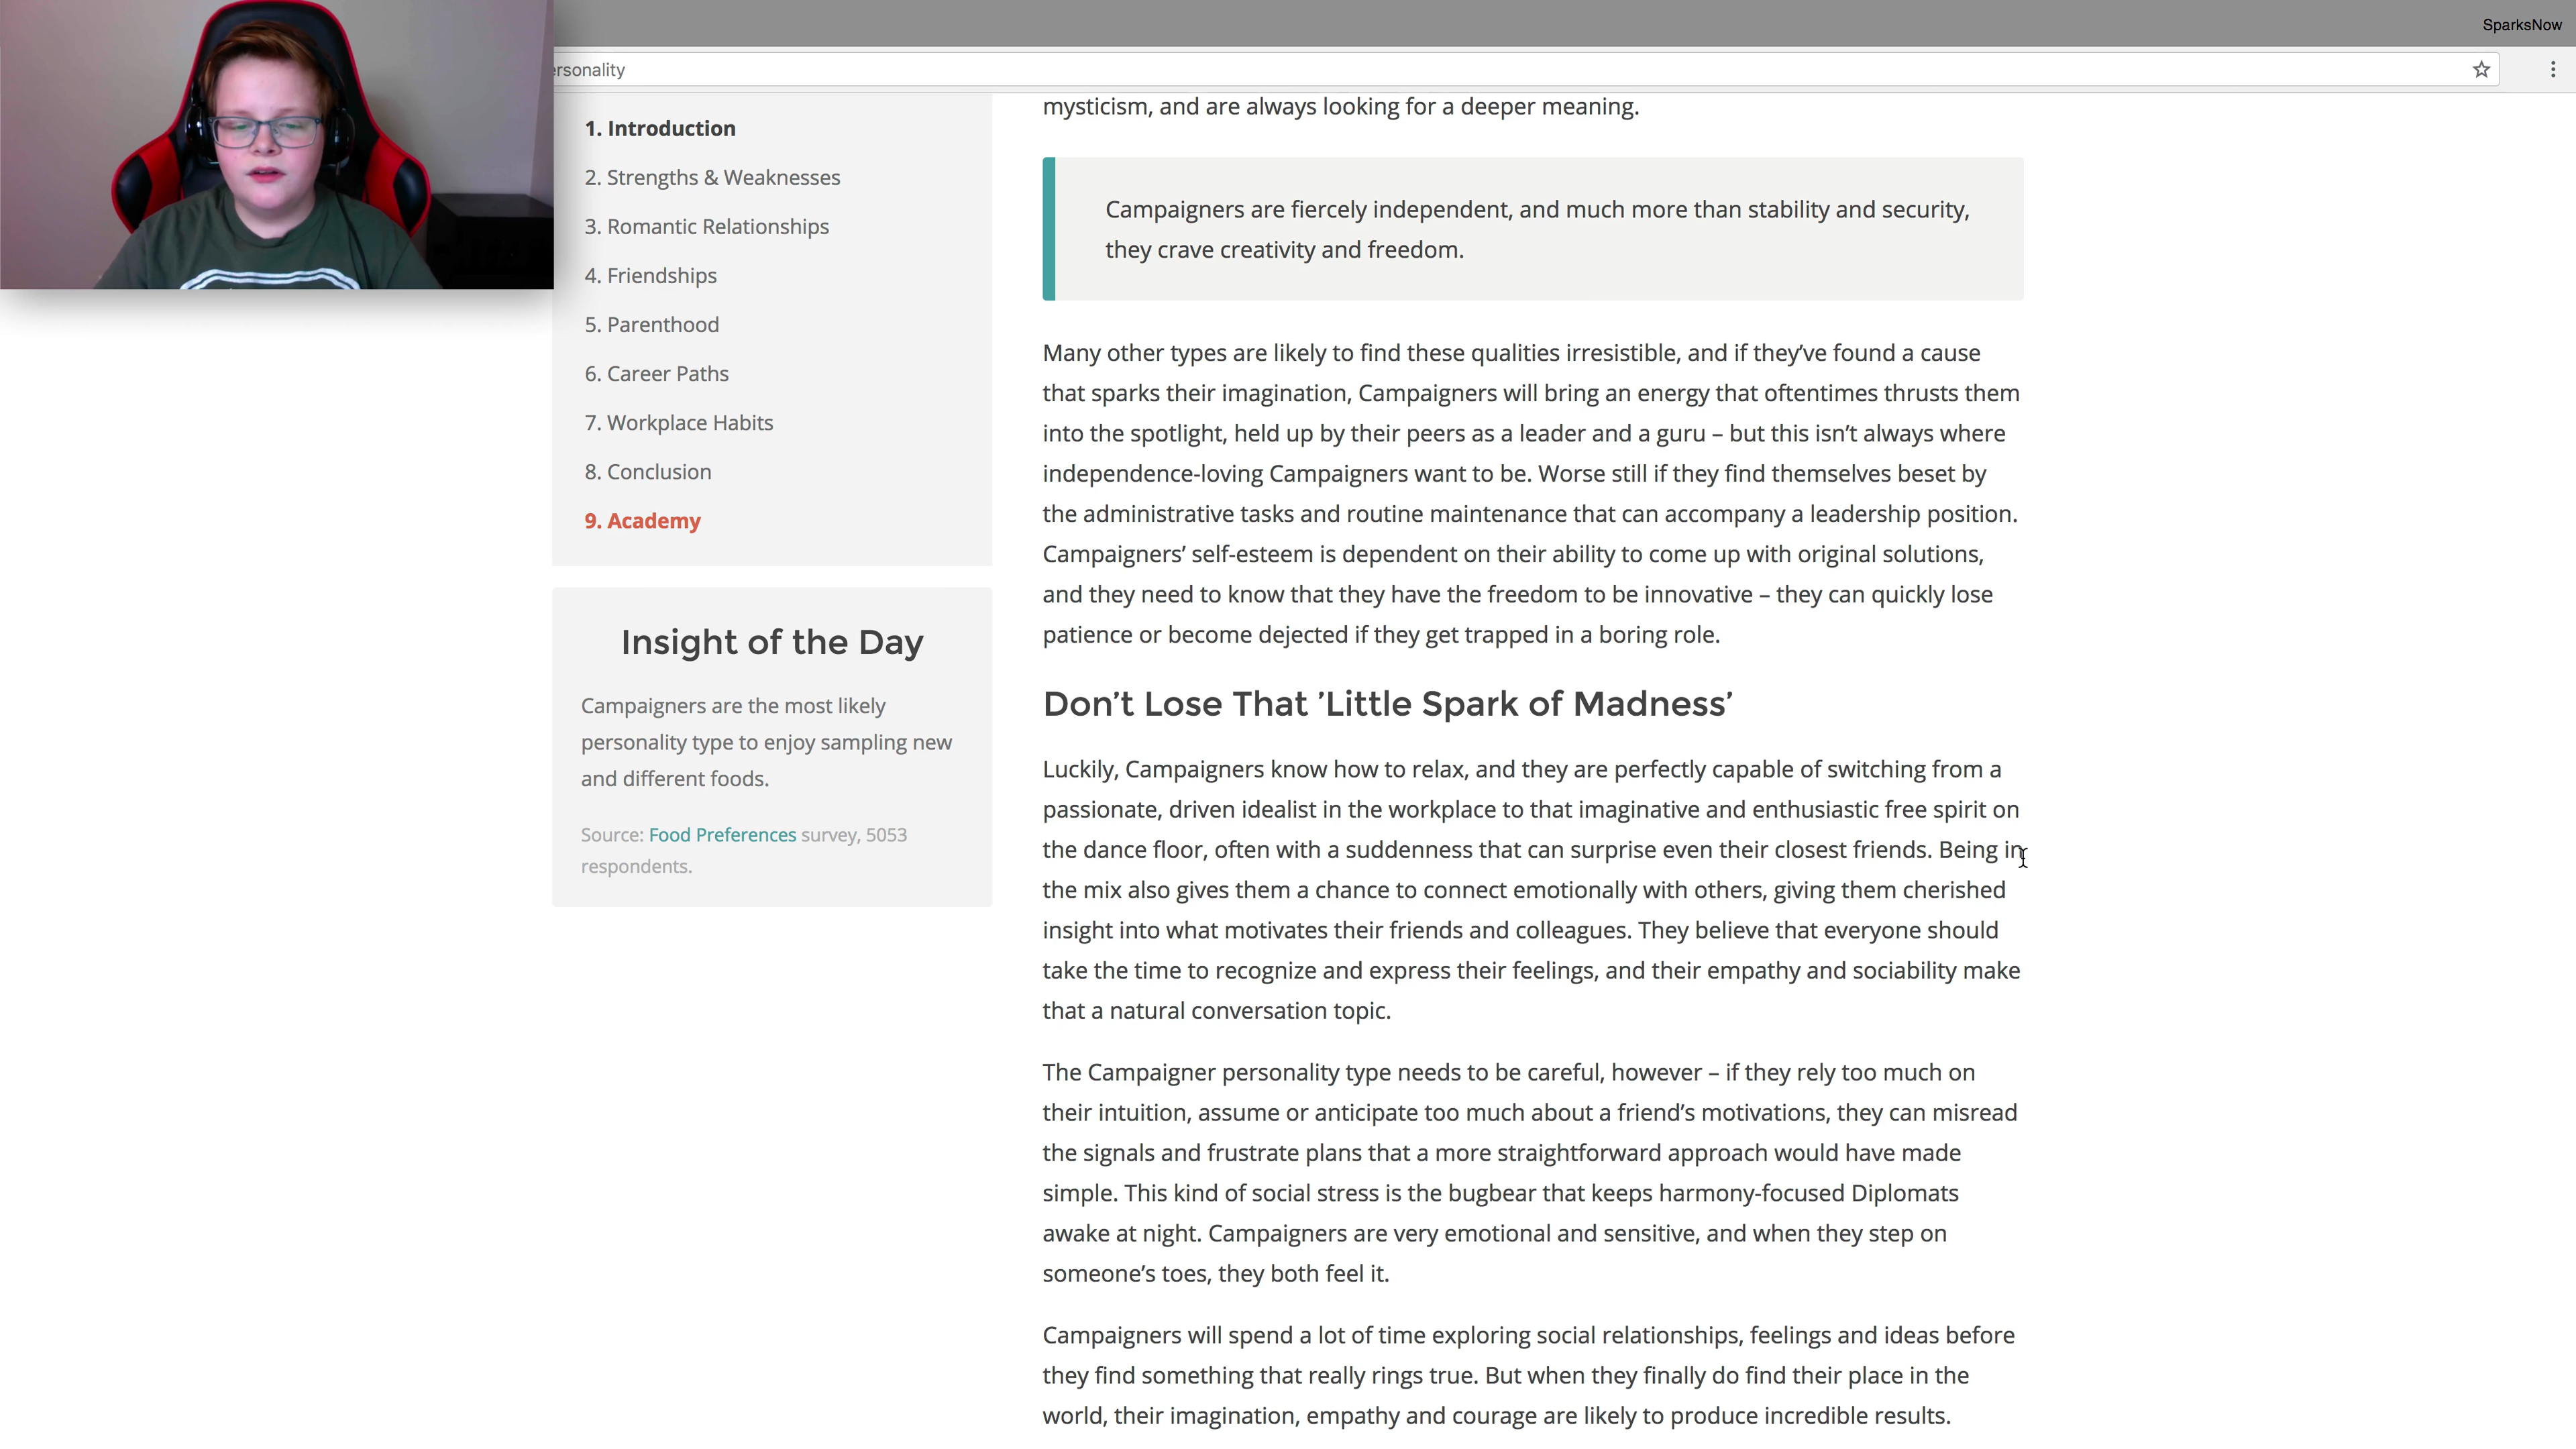 SparksNow
ersonality
1. Introduction
2. Strengths & Weaknesses
3. Romantic Relationships
4. Friendships
5. Parenthood
6. Career Paths
7. Workplace Habits
8. Conclusion
9. Academy
Insight of the Day
Campaigners are the most likely
personality type to enjoy sampling new
and different foods.
Source: Food Preferences survey, 5053
respondents.
mysticism, and are always looking for a deeper meaning.
Campaigners are fiercely independent, and much more than stability and security,
they crave creativity and freedom.
Many other types are likely to find these qualities irresistible, and if they’ve found a cause
that sparks their imagination, Campaigners will bring an energy that oftentimes thrusts them
into the spotlight, held up by their peers as a leader and a guru – but this isn’t always where
independence-loving Campaigners want to be. Worse still if they find themselves beset by
the administrative tasks and routine maintenance that can accompany a leadership position.
Campaigners’ self-esteem is dependent on their ability to come up with original solutions,
and they need to know that they have the freedom to be innovative – they can quickly lose
patience or become dejected if they get trapped in a boring role.
Don’t Lose That ’Little Spark of Madness’
Luckily, Campaigners know how to relax, and they are perfectly capable of switching from a
passionate, driven idealist in the workplace to that imaginative and enthusiastic free spirit on
the dance floor, often with a suddenness that can surprise even their closest friends. Being in
the mix also gives them a chance to connect emotionally with others, giving them cherished
insight into what motivates their friends and colleagues. They believe that everyone should
take the time to recognize and express their feelings, and their empathy and sociability make
that a natural conversation topic.
The Campaigner personality type needs to be careful, however – if they rely too much on
their intuition, assume or anticipate too much about a friend’s motivations, they can misread
the signals and frustrate plans that a more straightforward approach would have made
simple. This kind of social stress is the bugbear that keeps harmony-focused Diplomats
awake at night. Campaigners are very emotional and sensitive, and when they step on
someone’s toes, they both feel it.
Campaigners will spend a lot of time exploring social relationships, feelings and ideas before
they find something that really rings true. But when they finally do find their place in the
world, their imagination, empathy and courage are likely to produce incredible results.